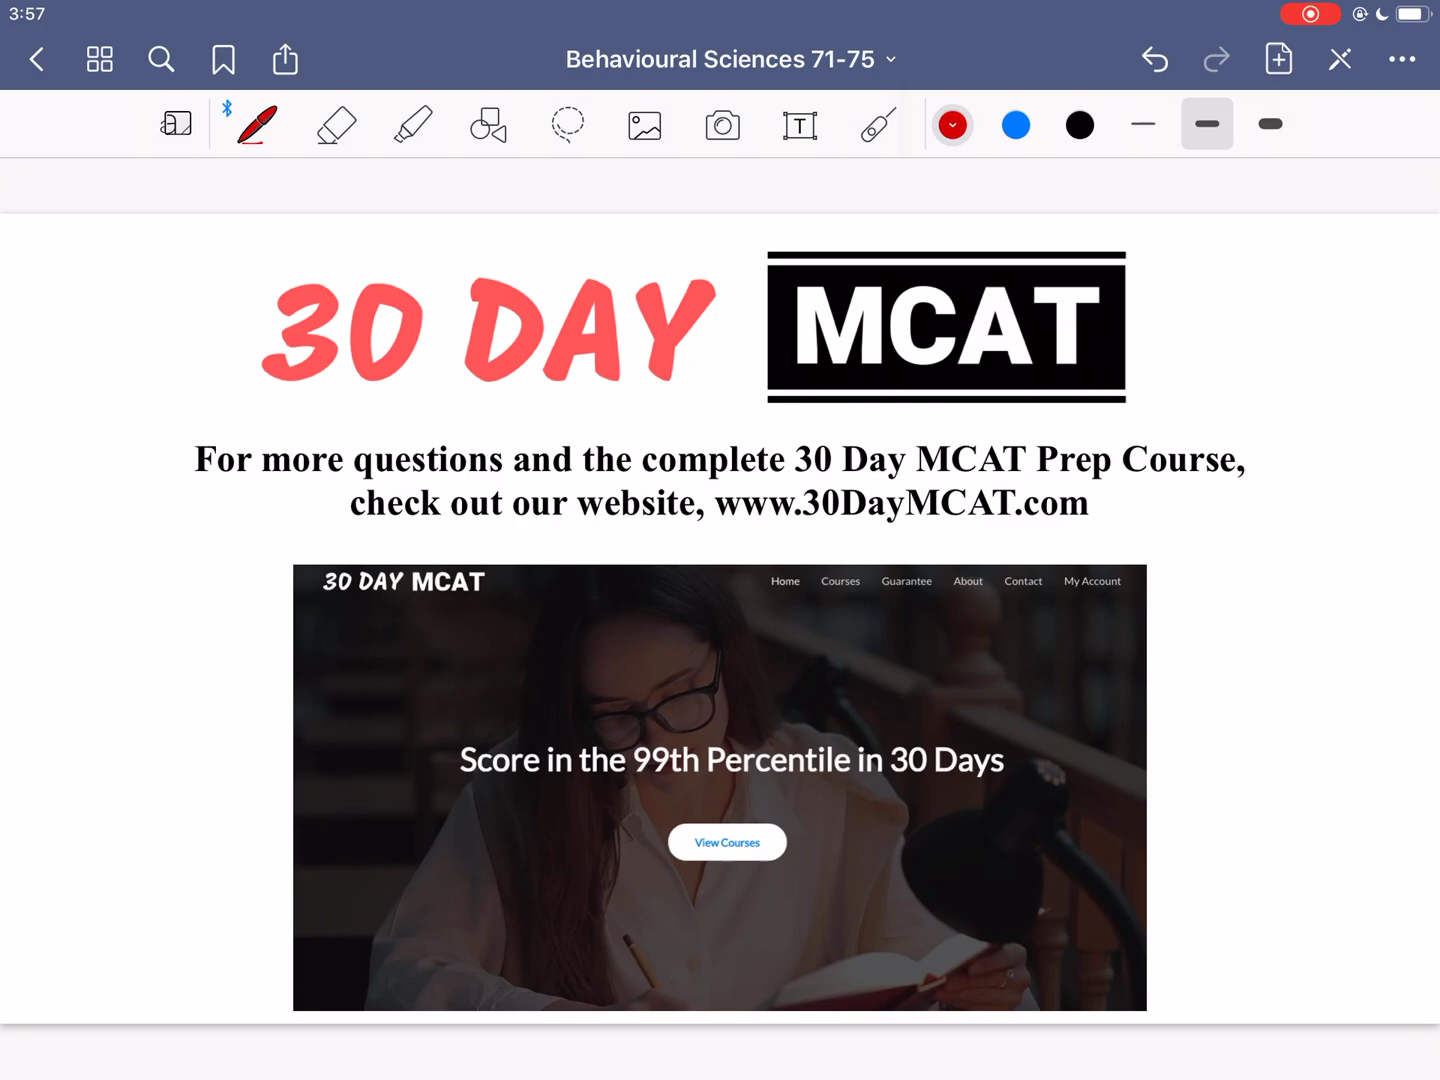 3:57
Behavioural Sciences 71-75
30 DAY MCAT
For more questions and the complete 30 Day MCAT Prep Course,
check out our website, www.30DayMCAT.com
30 DAY MCAT Home Courses Guarantee About Contact My Account
Score in the 99th Percentile in 30 Days
View Courses